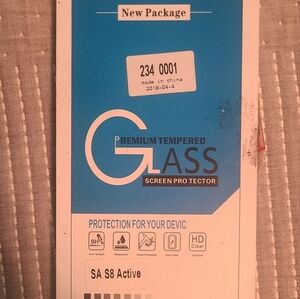 New Package
234 0001
made in china
2018-04-4
PREMIUM TEMPERED
GLASS
SCREEN PRO TECTOR
PROTECTION FOR YOUR DEVIC
9H
HD
Clear
SA S8 Active